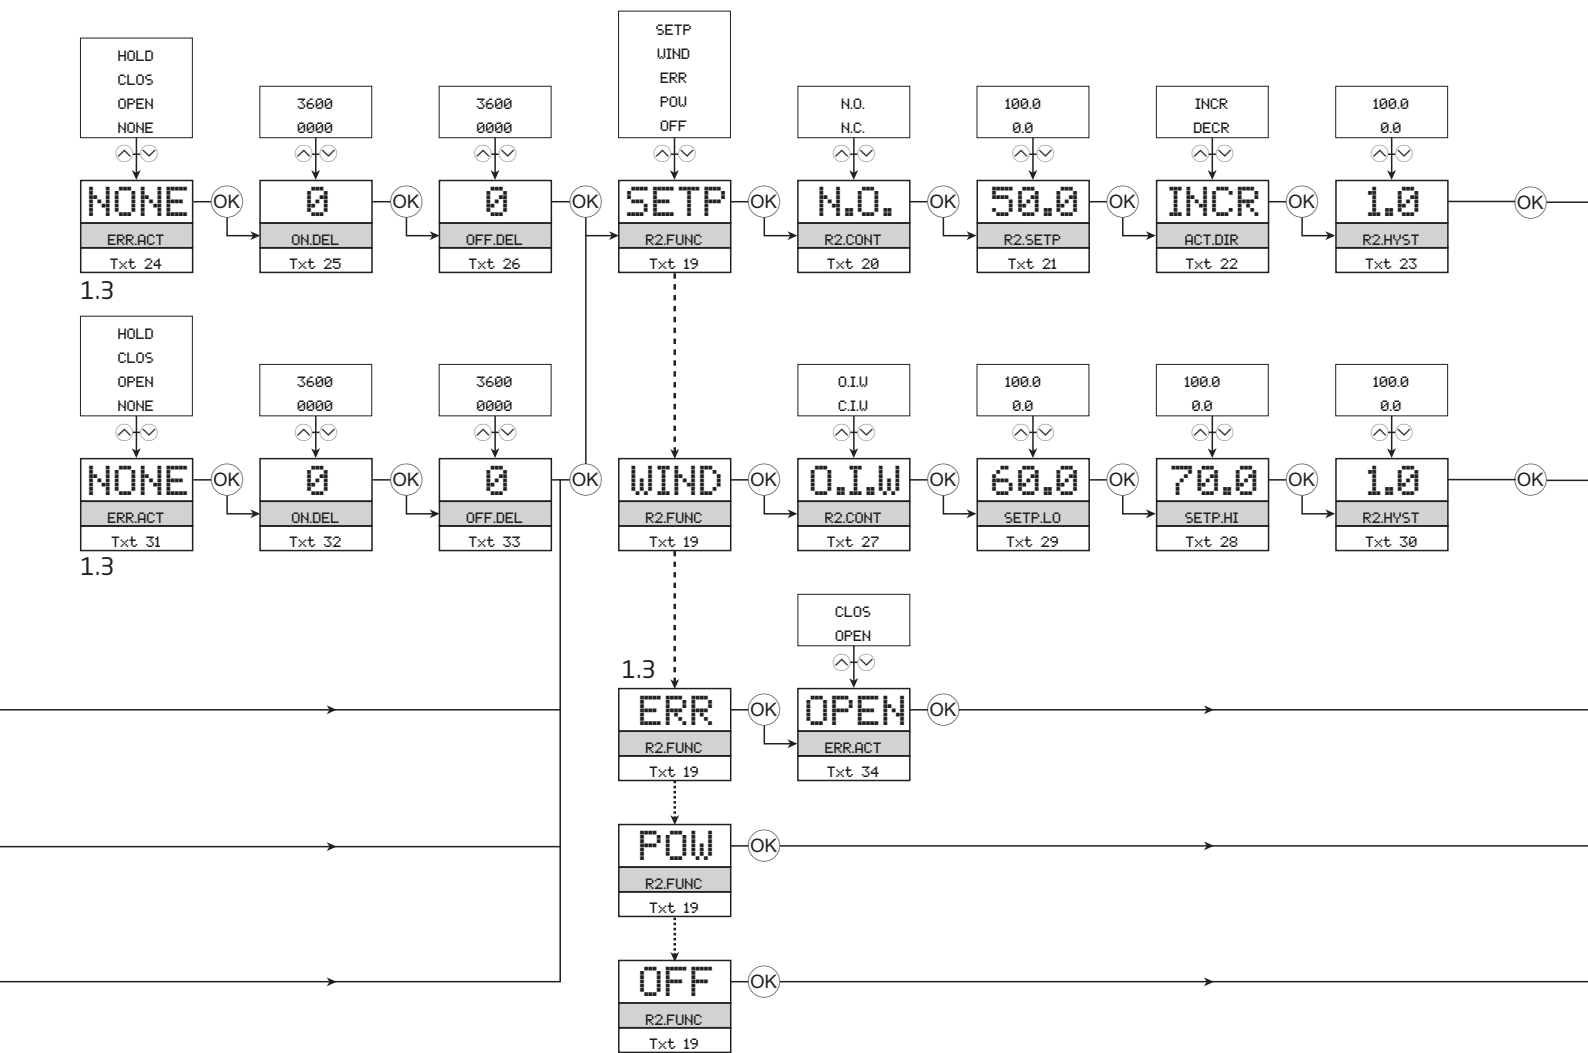 HOLD
CLOS
OPEN
NONE
3600
0000
3600
0000
SETP
WIND
ERR
POW
OFF
N.O.
N.C.
100.0
0.0
INCR
DECR
100.0
0.0
NONE OK 0 OK 0 OK SETP OK N.O. OK 50.0 OK INCR OK 1.0 OK
ERR.ACT ON.DEL OFF.DEL R2.FUNC R2.CONT R2.SETP ACT.DIR R2.HYST
Txt 24 Txt 25 Txt 26 Txt 19 Txt 20 Txt 21 Txt 22 Txt 23
1.3
HOLD
CLOS
OPEN
NONE
3600
0000
3600
0000
O.I.W
C.I.W
100.0
0.0
100.0
0.0
100.0
0.0
NONE OK 0 OK 0 OK WIND OK O.I.W OK 60.0 OK 70.0 OK 1.0 OK
ERR.ACT ON.DEL OFF.DEL R2.FUNC R2.CONT SETP.LO SETP.HI R2.HYST
Txt 31 Txt 32 Txt 33 Txt 19 Txt 27 Txt 29 Txt 28 Txt 30
1.3
CLOS
OPEN
1.3
ERR OK OPEN OK
R2.FUNC ERR.ACT
Txt 19 Txt 34
POW OK
R2.FUNC
Txt 19
OFF OK
R2.FUNC
Txt 19